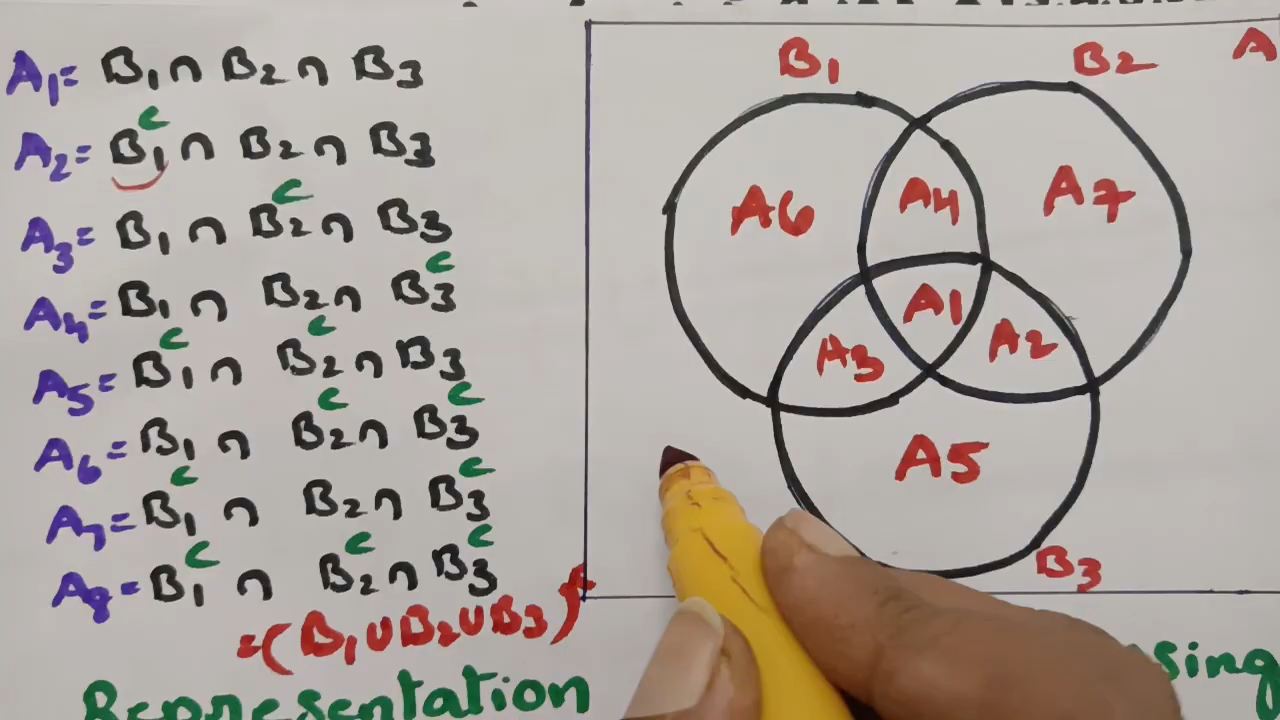 A₁= B₁ ∩ B₂ ∩ B₃
A₂= B₁ᶜ ∩ B₂ ∩ B₃
A₃= B₁ ∩ B₂ᶜ ∩ B₃
A₄= B₁ ∩ B₂ ∩ B₃ᶜ
A₅= B₁ᶜ ∩ B₂ᶜ ∩ B₃
A₆= B₁ ∩ B₂ᶜ ∩ B₃ᶜ
A₇= B₁ᶜ ∩ B₂ ∩ B₃ᶜ
A₈= B₁ᶜ ∩ B₂ᶜ ∩ B₃ᶜ
=(B₁∪B₂∪B₃)ᶜ
Representation
B₁ B₂ A
A6 A4 A7
A3 A1 A2
A5
B₃